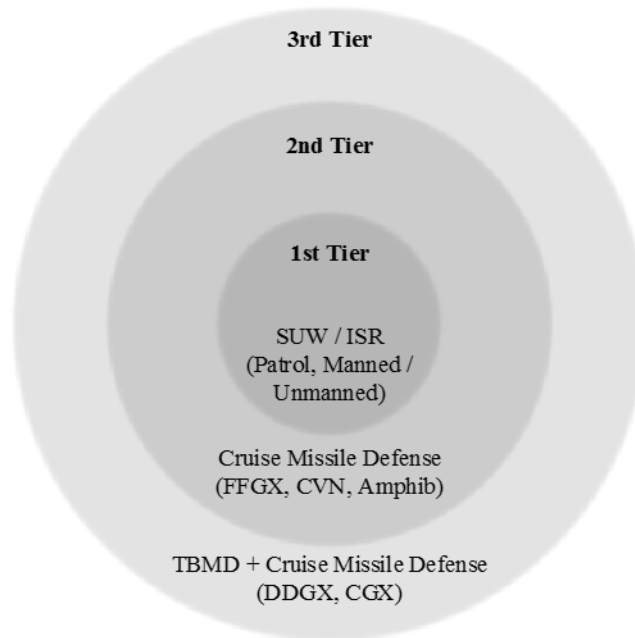 3rd Tier
2nd Tier
1st Tier
SUW / ISR
(Patrol, Manned /
Unmanned)
Cruise Missile Defense
(FFGX, CVN, Amphib)
TBMD + Cruise Missile Defense
(DDGX, CGX)